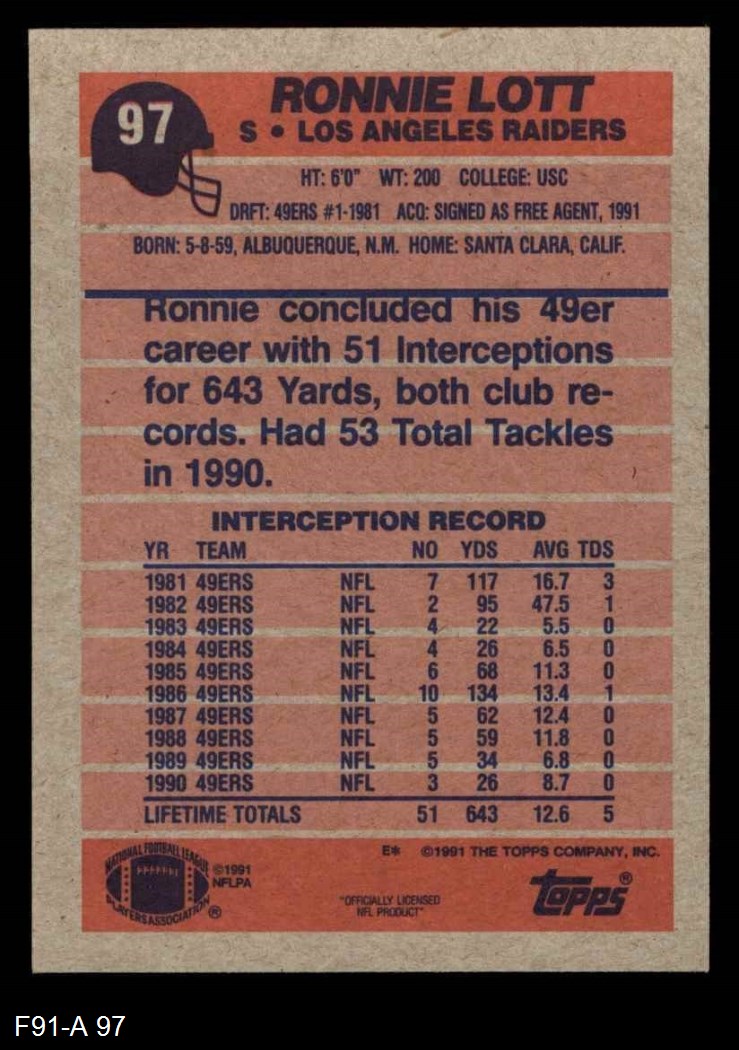 97
RONNIE LOTT
S • LOS ANGELES RAIDERS
HT: 6'0" WT: 200 COLLEGE: USC
DRFT: 49ERS #1-1981 ACQ: SIGNED AS FREE AGENT, 1991
BORN: 5-8-59, ALBUQUERQUE, N.M. HOME: SANTA CLARA, CALIF.
Ronnie concluded his 49er
career with 51 Interceptions
for 643 Yards, both club re-
cords. Had 53 Total Tackles
in 1990.
INTERCEPTION RECORD
YR TEAM NO YDS AVG TDS
1981 49ERS NFL 7 117 16.7 3
1982 49ERS NFL 2 95 47.5 1
1983 49ERS NFL 4 22 5.5 0
1984 49ERS NFL 4 26 6.5 0
1985 49ERS NFL 6 68 11.3 0
1986 49ERS NFL 10 134 13.4 1
1987 49ERS NFL 5 62 12.4 0
1988 49ERS NFL 5 59 11.8 0
1989 49ERS NFL 5 34 6.8 0
1990 49ERS NFL 3 26 8.7 0
LIFETIME TOTALS 51 643 12.6 5
E* ©1991 THE TOPPS COMPANY, INC.
NATIONAL FOOTBALL LEAGUE
PLAYERS ASSOCIATION ®
©1991
NFLPA
"OFFICIALLY LICENSED
NFL PRODUCT"
Topps®
F91-A 97